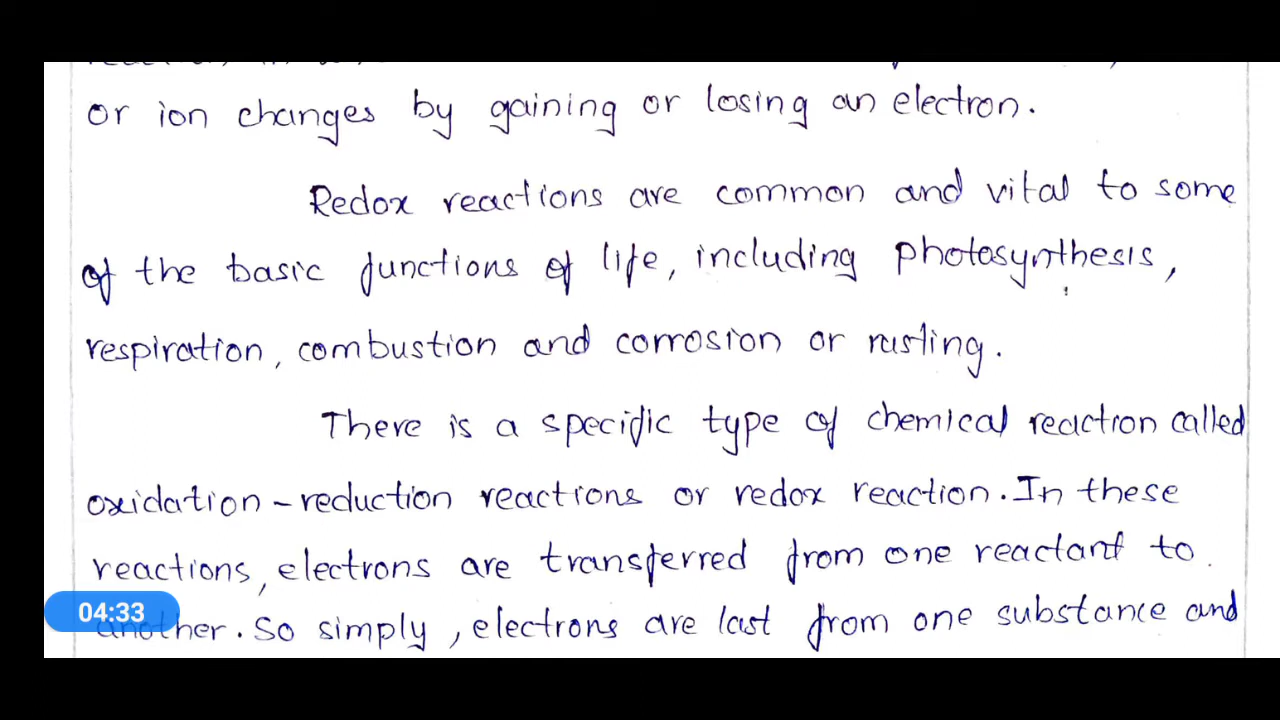 or ion changes by gaining or losing an electron.
Redox reactions are common and vital to some
of the basic functions of life, including photosynthesis,
respiration, combustion and corrosion or rusting.
There is a specific type of chemical reaction called
oxidation-reduction reactions or redox reaction. In these
reactions, electrons are transferred from one reactant to
04:33
another. So simply, electrons are last from one substance and